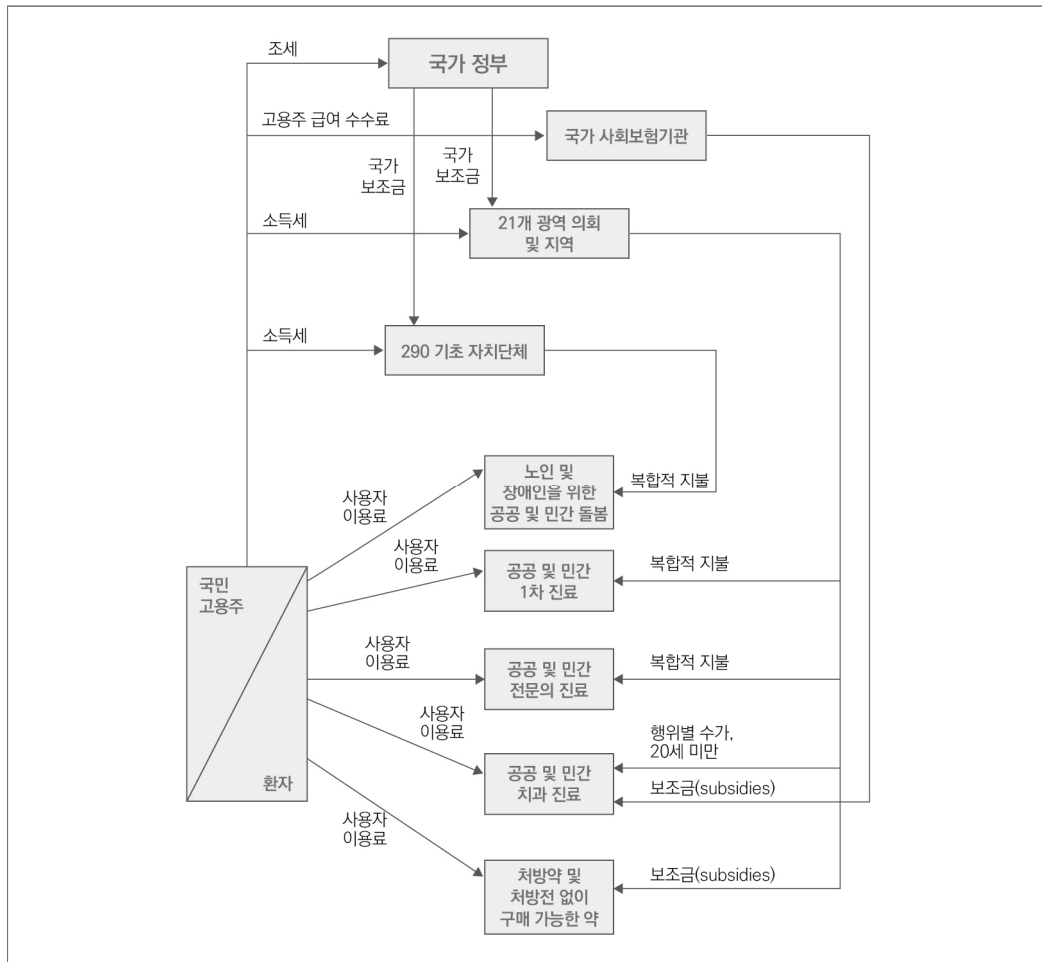 조세
국가 정부
고용주 급여 수수료
국가 사회보험기관
국가
보조금
국가
보조금
소득세
21개 광역 의회
및 지역
소득세
290 기초 자치단체
사용자
이용료
노인 및
장애인을 위한
공공 및 민간 돌봄
복합적 지불
사용자
이용료
공공 및 민간
1차 진료
복합적 지불
국민
고용주
환자
사용자
이용료
공공 및 민간
전문의 진료
복합적 지불
사용자
이용료
공공 및 민간
치과 진료
행위별 수가,
20세 미만
보조금(subsidies)
사용자
이용료
처방약 및
처방전 없이
구매 가능한 약
보조금(subsidies)